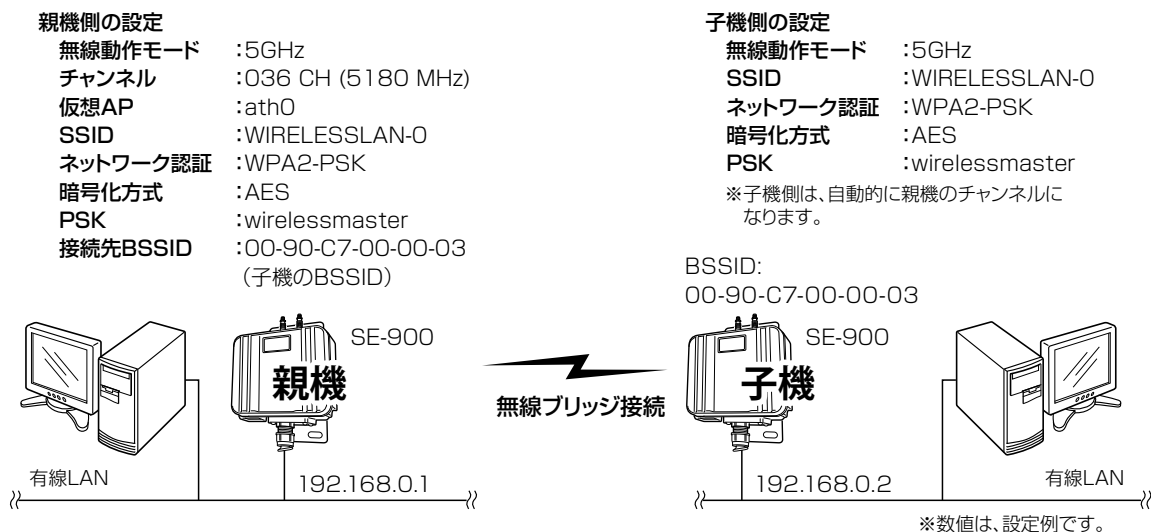 親機側の設定
無線動作モード :5GHz
チャンネル :036 CH (5180 MHz)
仮想AP :ath0
SSID :WIRELESSLAN-0
ネットワーク認証 :WPA2-PSK
暗号化方式 :AES
PSK :wirelessmaster
接続先BSSID :00-90-C7-00-00-03
(子機のBSSID)
子機側の設定
無線動作モード :5GHz
SSID :WIRELESSLAN-0
ネットワーク認証 :WPA2-PSK
暗号化方式 :AES
PSK :wirelessmaster
※子機側は、自動的に親機のチャンネルに
なります。
BSSID:
00-90-C7-00-00-03
SE-900
親機
無線ブリッジ接続
SE-900
子機
有線LAN
192.168.0.1
192.168.0.2
有線LAN
※数値は、設定例です。